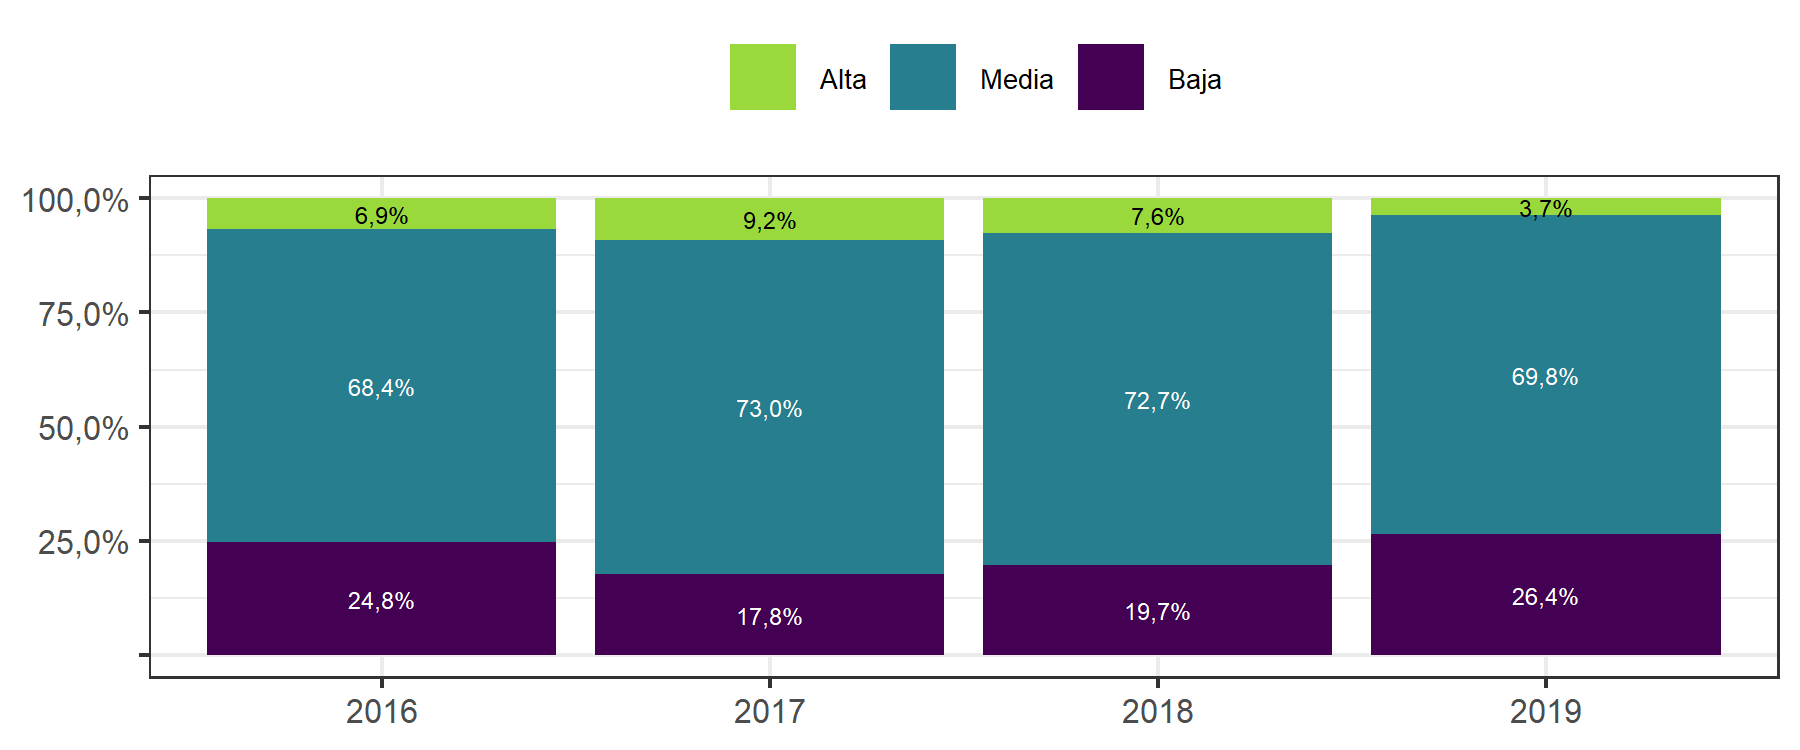 Alta Media Baja
100,0%
75,0%
50,0%
25,0%
6,9% 9,2% 7,6% 3,7%
68,4% 73,0% 72,7% 69,8%
24,8% 17,8% 19,7% 26,4%
2016 2017 2018 2019